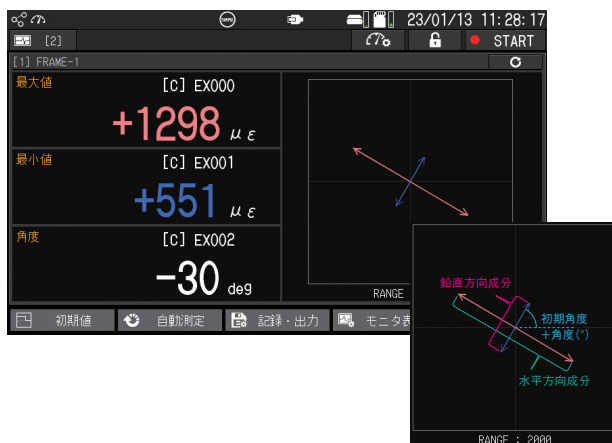 23/01/13 11:28:17
[2]
START
[1] FRAME-1
最大値
[C] EX000
+1298 με
最小値
[C] EX001
+551 με
角度
[C] EX002
-30 deg
RANGE
初期値
自動測定
記録・出力
モニタ表
鉛直方向成分
初期角度
+角度(°)
水平方向成分
RANGE : 2000